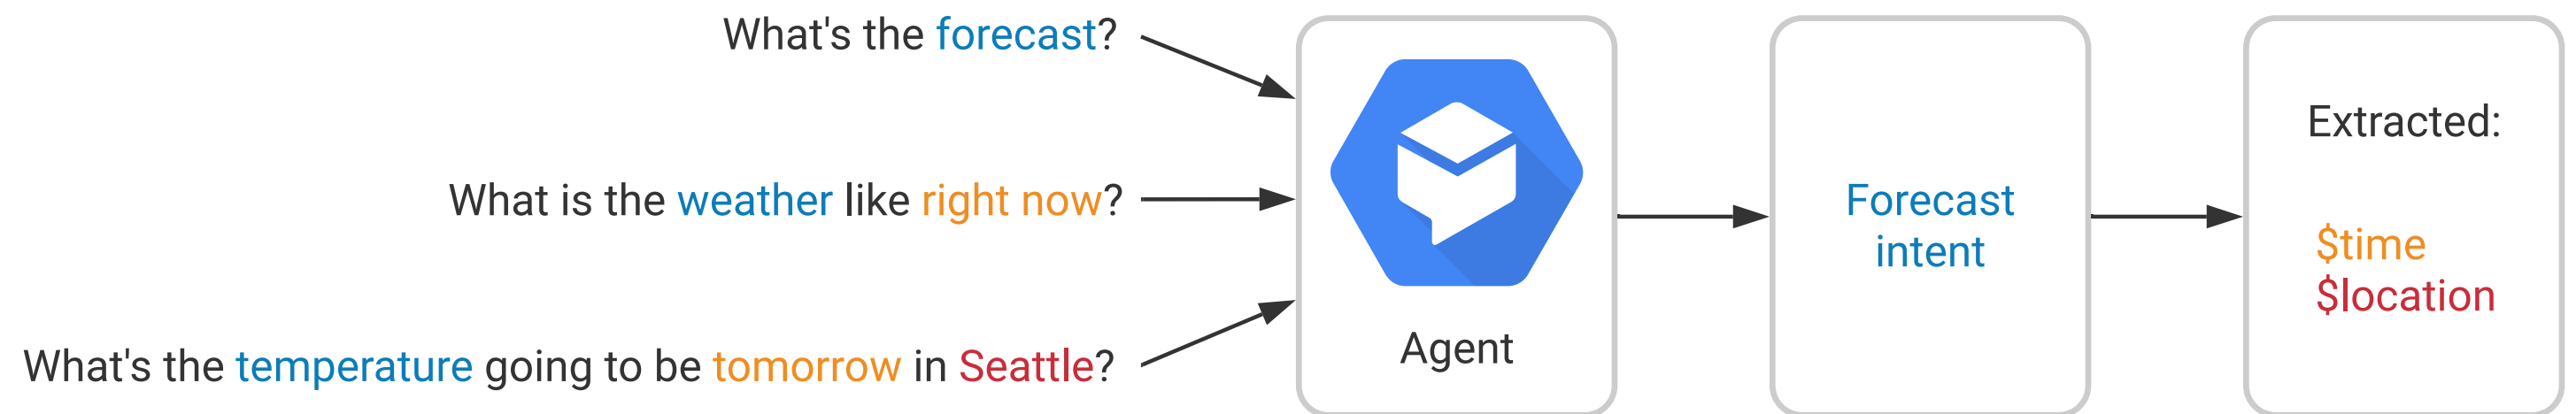 What's the forecast?
What is the weather like right now?
What's the temperature going to be tomorrow in Seattle?
Agent
Forecast
intent
Extracted:
$time
$location